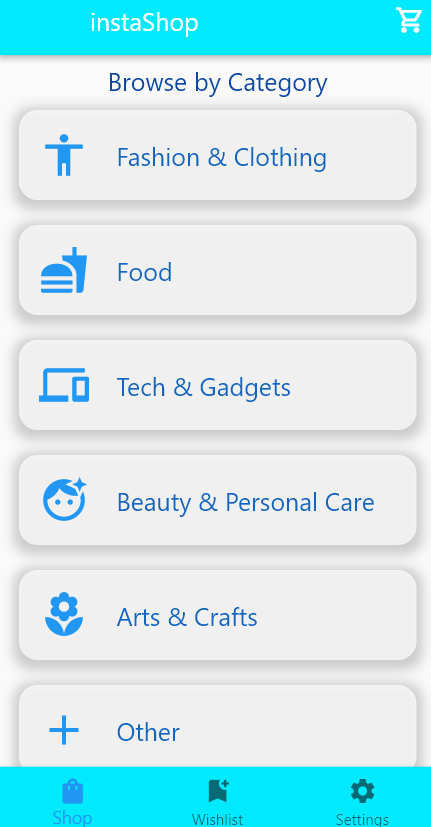 instaShop
Browse by Category
Fashion & Clothing
Food
Tech & Gadgets
Beauty & Personal Care
Arts & Crafts
Other
Shop
Wishlist
Settings